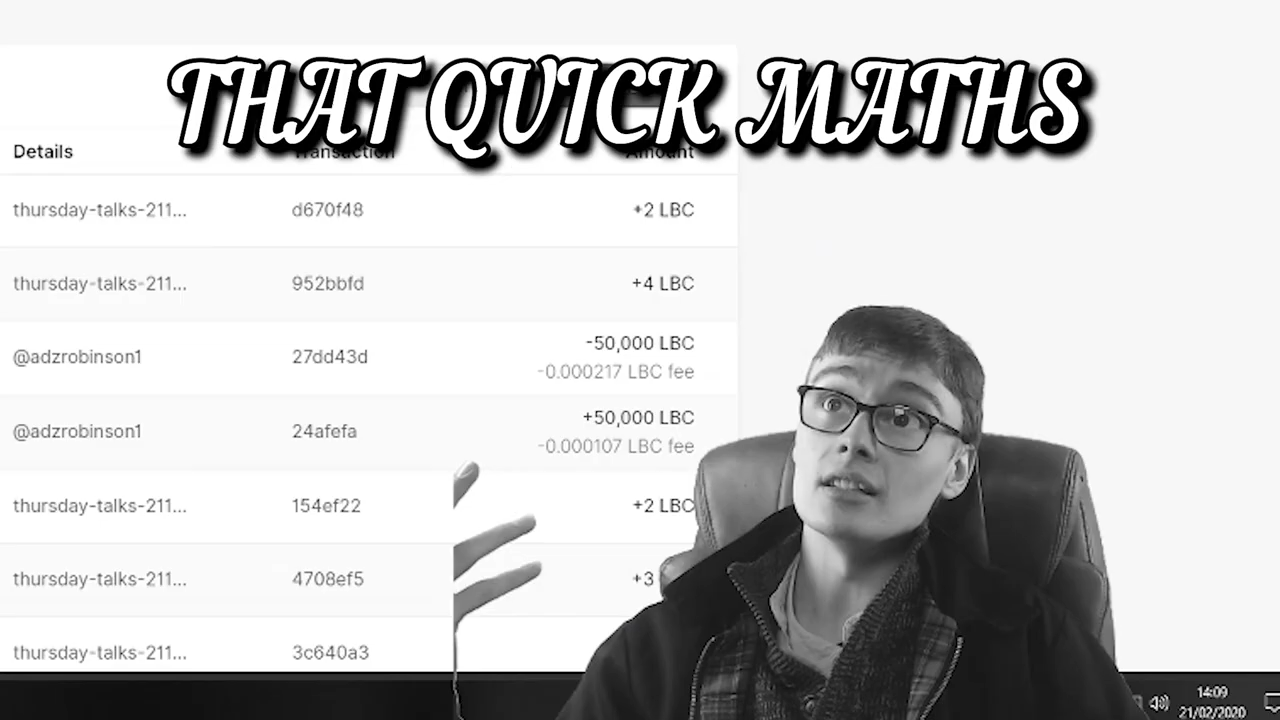 THAT QUICK MATHS
Details Transaction Amount
thursday-talks-211... d670f48 +2 LBC
thursday-talks-211... 952bbfd +4 LBC
@adzrobinson1 27dd43d -50,000 LBC
-0.000217 LBC fee
@adzrobinson1 24afefa +50,000 LBC
-0.000107 LBC fee
thursday-talks-211... 154ef22 +2 LBC
thursday-talks-211... 4708ef5 +3
thursday-talks-211... 3c640a3
14:09
21/02/2020